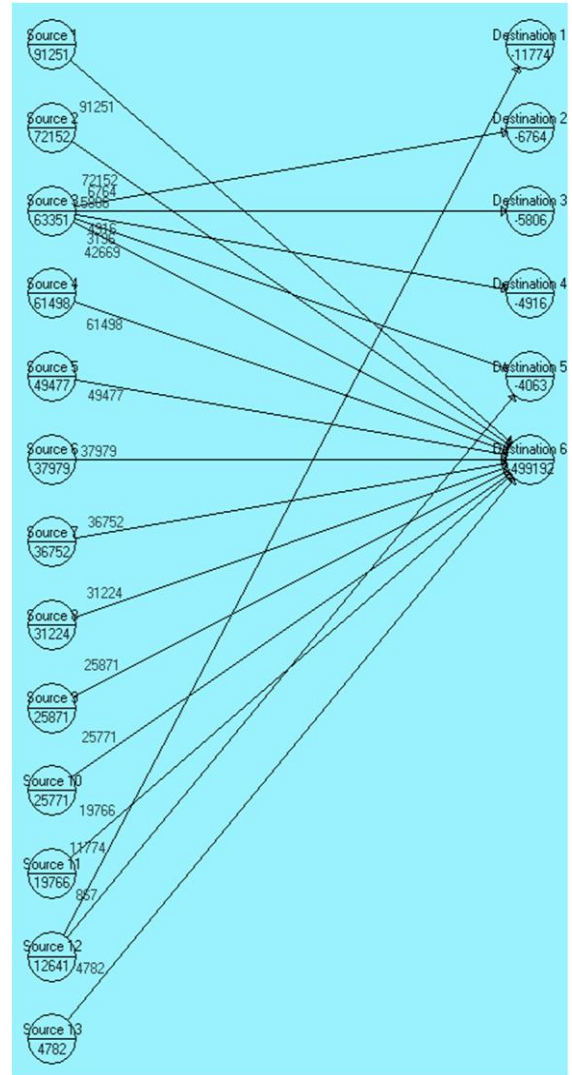 Source 1
91251
Destination 1
-11774
91251
Source 2
72152
Destination 2
-6764
72152
6764
5806
Source 3
63351
Destination 3
-5806
4916
3196
42669
Source 4
61498
Destination 4
-4916
61498
Source 5
49477
Destination 5
-4063
49477
Source 6
37979
37979
Destination 6
-499192
36752
Source 7
36752
31224
Source 8
31224
25871
Source 9
25871
25771
Source 10
25771
19766
11774
Source 11
19766
867
Source 12
12641
4782
Source 13
4782